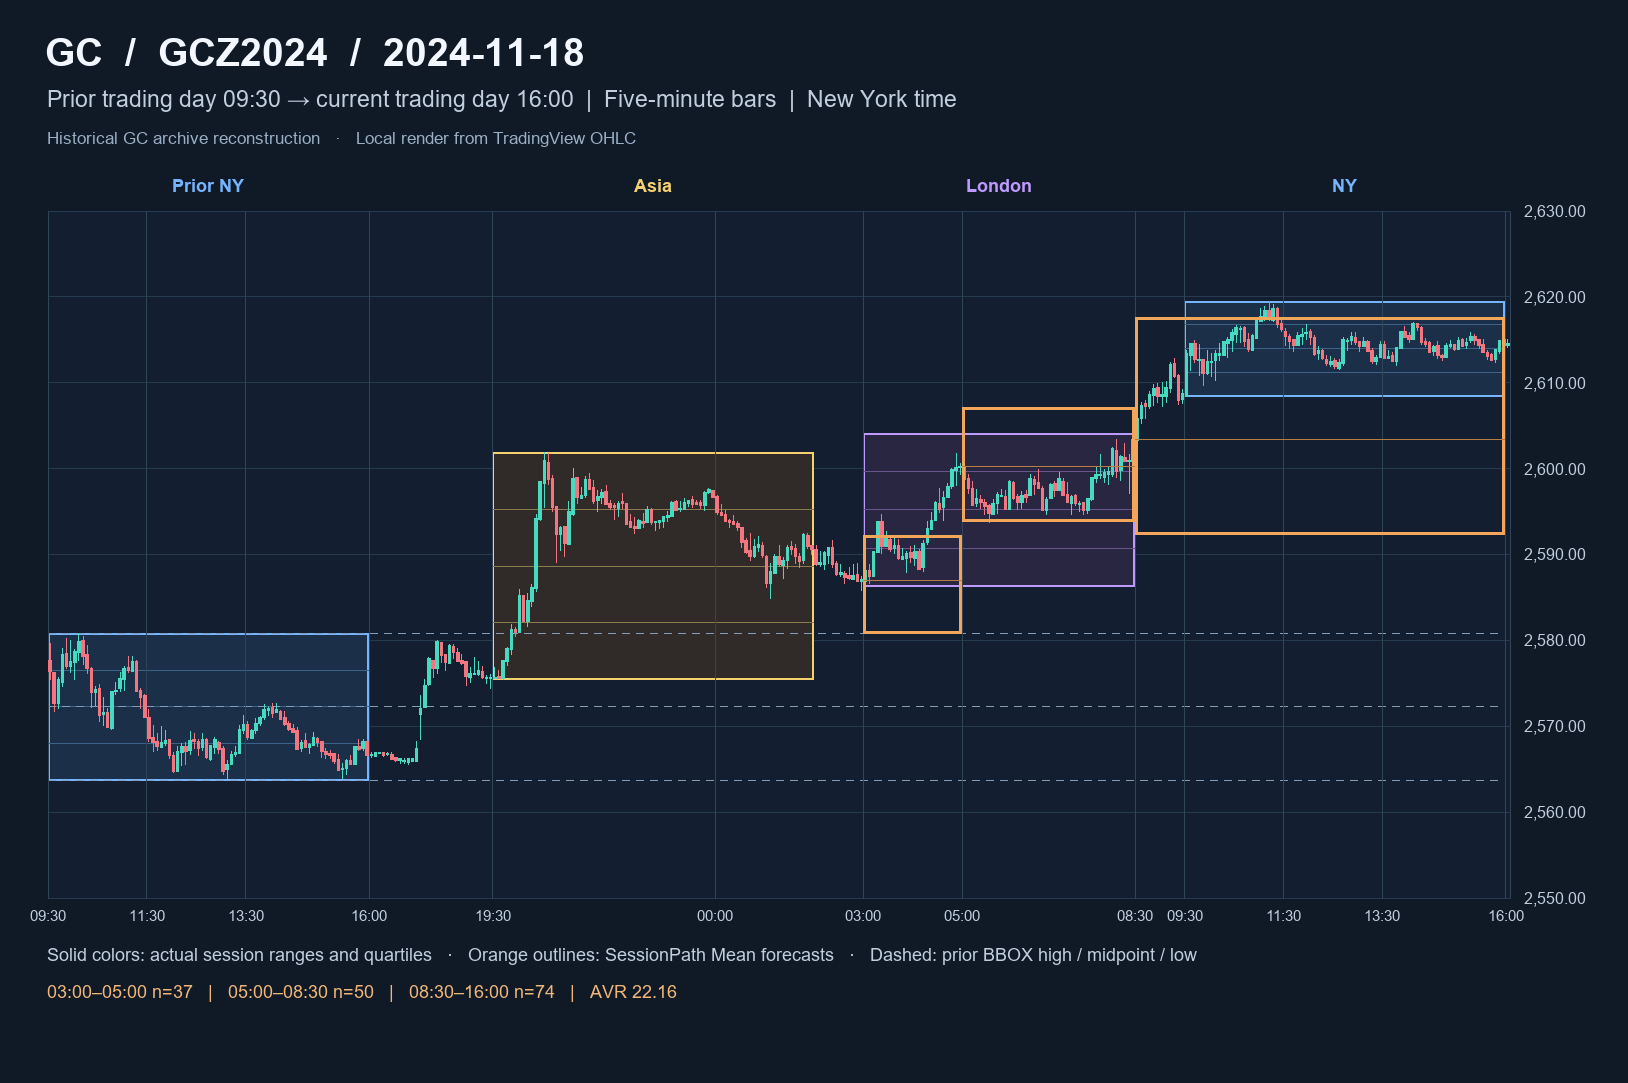 GC / GCZ2024 / 2024-11-18
Prior trading day 09:30 → current trading day 16:00 | Five-minute bars | New York time
Historical GC archive reconstruction · Local render from TradingView OHLC
Prior NY Asia London NY
2,630.00
2,620.00
2,610.00
2,600.00
2,590.00
2,580.00
2,570.00
2,560.00
2,550.00
09:30 11:30 13:30 16:00 19:30 00:00 03:00 05:00 08:30 09:30 11:30 13:30 16:00
Solid colors: actual session ranges and quartiles · Orange outlines: SessionPath Mean forecasts · Dashed: prior BBOX high / midpoint / low
03:00–05:00 n=37 | 05:00–08:30 n=50 | 08:30–16:00 n=74 | AVR 22.16